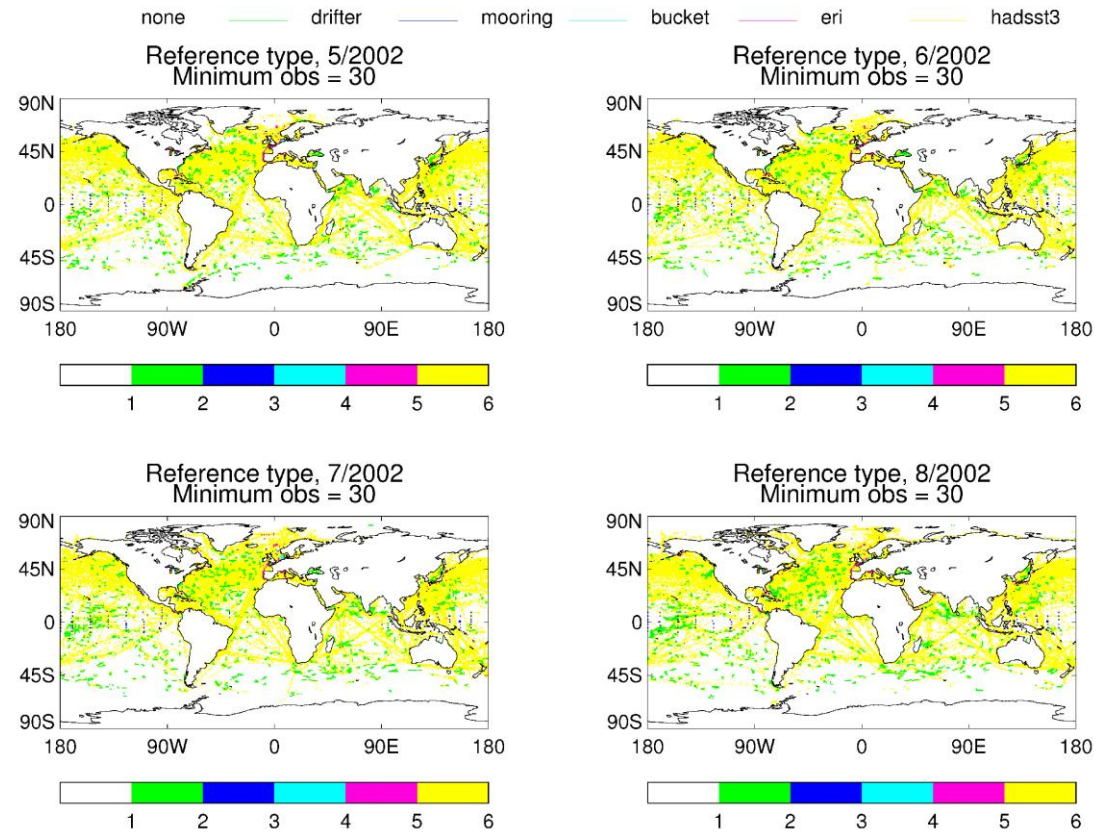 none drifter mooring bucket eri hadsst3
Reference type, 5/2002
Minimum obs = 30
90N
45N
0
45S
90S
180 90W 0 90E 180
1 2 3 4 5 6
Reference type, 6/2002
Minimum obs = 30
90N
45N
0
45S
90S
180 90W 0 90E 180
1 2 3 4 5 6
Reference type, 7/2002
Minimum obs = 30
90N
45N
0
45S
90S
180 90W 0 90E 180
1 2 3 4 5 6
Reference type, 8/2002
Minimum obs = 30
90N
45N
0
45S
90S
180 90W 0 90E 180
1 2 3 4 5 6